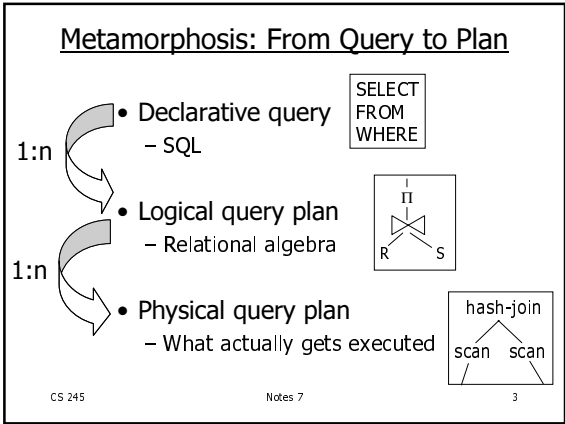 Metamorphosis: From Query to Plan
• Declarative query
– SQL
SELECT
FROM
WHERE
1:n
• Logical query plan
– Relational algebra
Π
R S
1:n
• Physical query plan
– What actually gets executed
hash-join
scan scan
CS 245 Notes 7 3